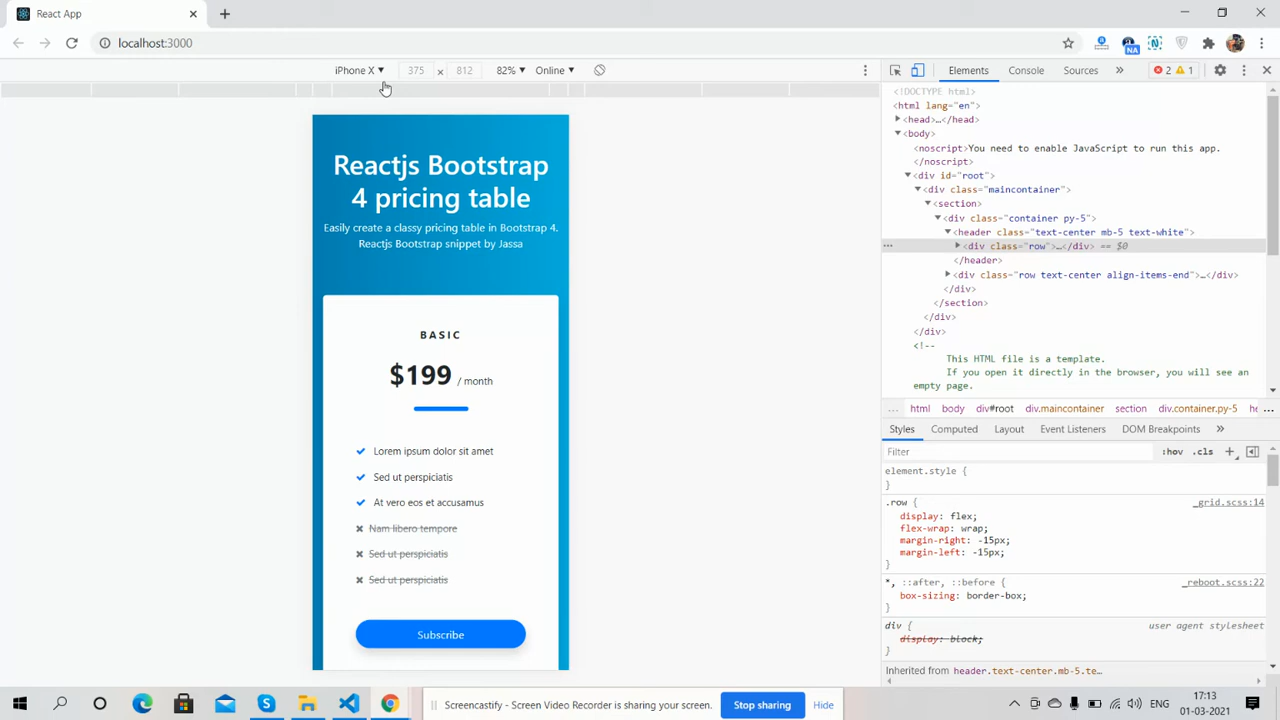 React App
localhost:3000
NA
iPhone X 375 × 812 82% Online
Elements Console Sources » 2 1
Reactjs Bootstrap
4 pricing table
Easily create a classy pricing table in Bootstrap 4.
Reactjs Bootstrap snippet by Jassa
BASIC
$199 / month
Lorem ipsum dolor sit amet
Sed ut perspiciatis
At vero eos et accusamus
Nam libero tempore
Sed ut perspiciatis
Sed ut perspiciatis
Subscribe
<!DOCTYPE html>
<html lang="en">
<head>…</head>
<body>
<noscript>You need to enable JavaScript to run this app.
</noscript>
<div id="root">
<div class="maincontainer">
<section>
<div class="container py-5">
<header class="text-center mb-5 text-white">
<div class="row">…</div> == $0
</header>
<div class="row text-center align-items-end">…</div>
</div>
</section>
</div>
</div>
<!--
This HTML file is a template.
If you open it directly in the browser, you will see an
empty page.
html body div#root div.maincontainer section div.container.py-5 he …
Styles Computed Layout Event Listeners DOM Breakpoints »
Filter :hov .cls +
element.style {
}
.row { _grid.scss:14
display: flex;
flex-wrap: wrap;
margin-right: -15px;
margin-left: -15px;
}
*, ::after, ::before { _reboot.scss:22
box-sizing: border-box;
}
div { user agent stylesheet
display: block;
}
Inherited from header.text-center.mb-5.te…
Screencastify - Screen Video Recorder is sharing your screen. Stop sharing Hide
17:13
01-03-2021